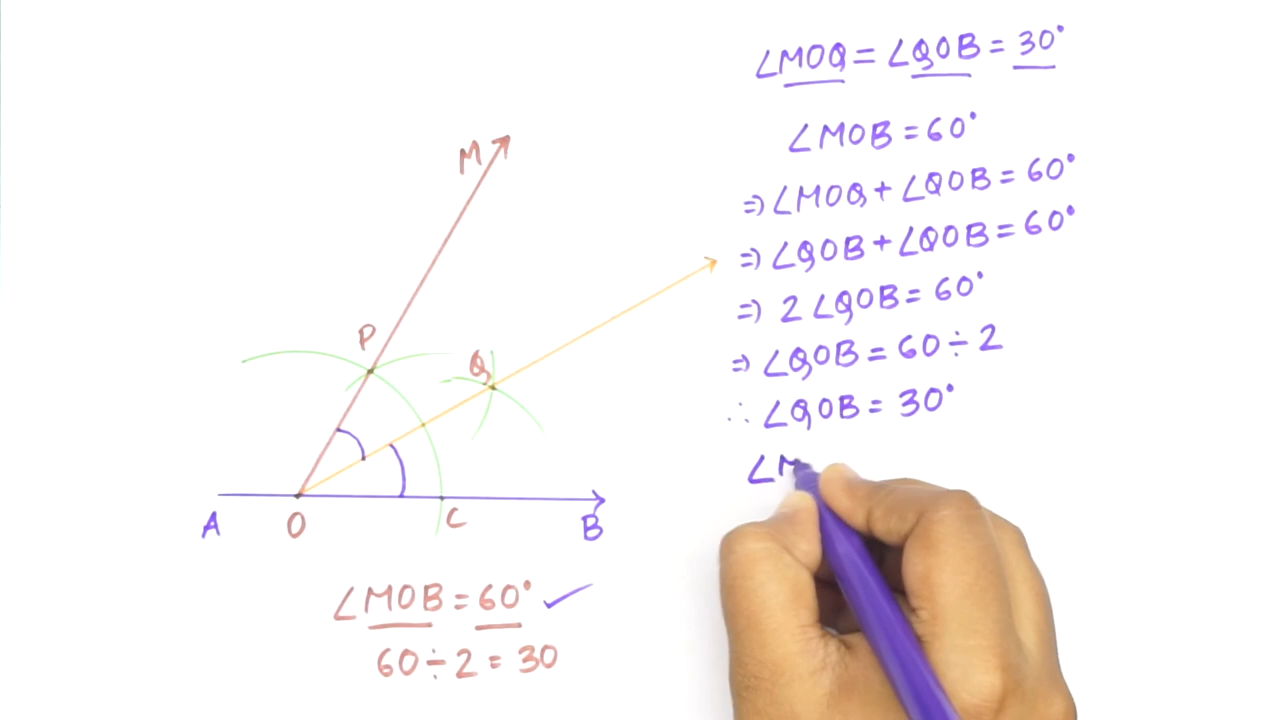 ∠MOQ = ∠QOB = 30°
∠MOB = 60°
⇒ ∠MOQ + ∠QOB = 60°
⇒ ∠QOB + ∠QOB = 60°
⇒ 2 ∠QOB = 60°
⇒ ∠QOB = 60 ÷ 2
∴ ∠QOB = 30°
∠M
M
P
Q
A
O
C
B
∠MOB = 60° ✓
60 ÷ 2 = 30